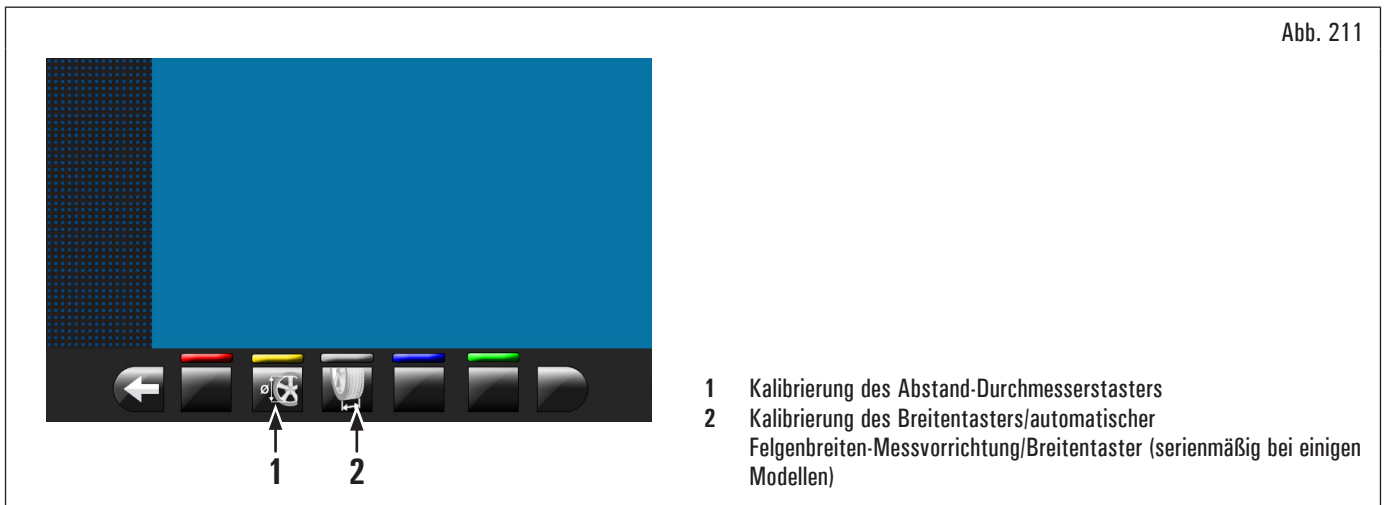 Abb. 211
Ø
1 2
1 Kalibrierung des Abstand-Durchmesserstasters
2 Kalibrierung des Breitentasters/automatischer
Felgenbreiten-Messvorrichtung/Breitentaster (serienmäßig bei einigen
Modellen)